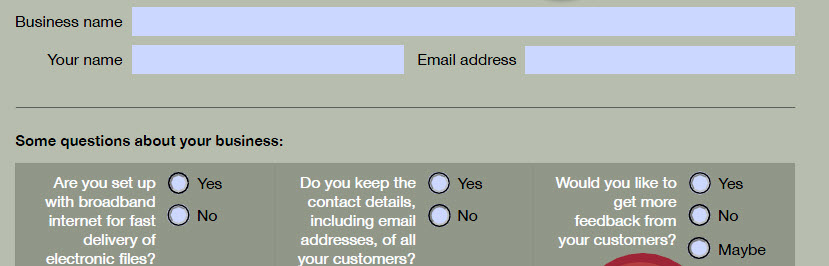 Business name
Your name
Email address
Some questions about your business:
Are you set up
with broadband
internet for fast
delivery of
electronic files?
Yes
No
Do you keep the
contact details,
including email
addresses, of all
your customers?
Yes
No
Would you like to
get more
feedback from
your customers?
Yes
No
Maybe